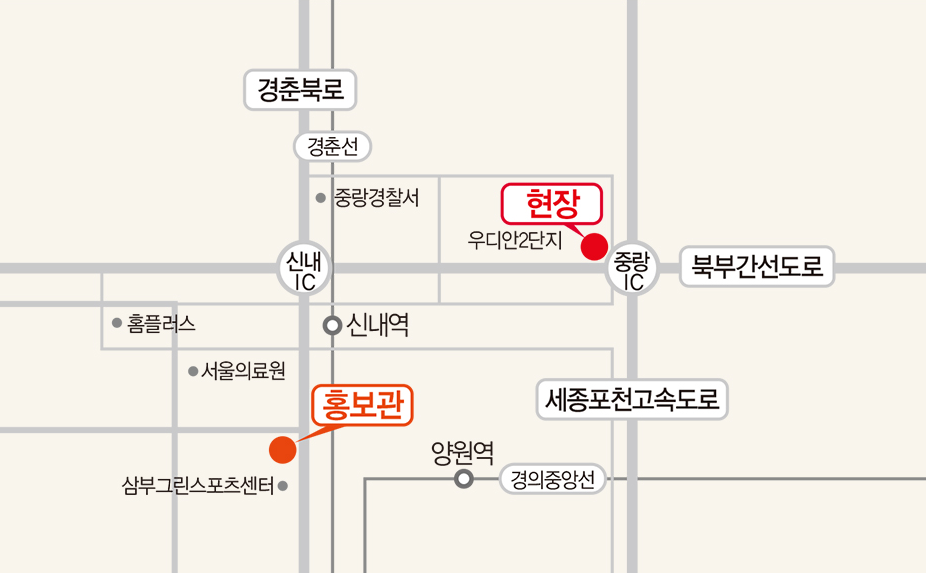 경춘북로
경춘선
중랑경찰서
현장
우디안2단지
신내
IC
중랑
IC
북부간선도로
홈플러스
신내역
서울의료원
홍보관
세종포천고속도로
양원역
경의중앙선
삼부그린스포츠센터